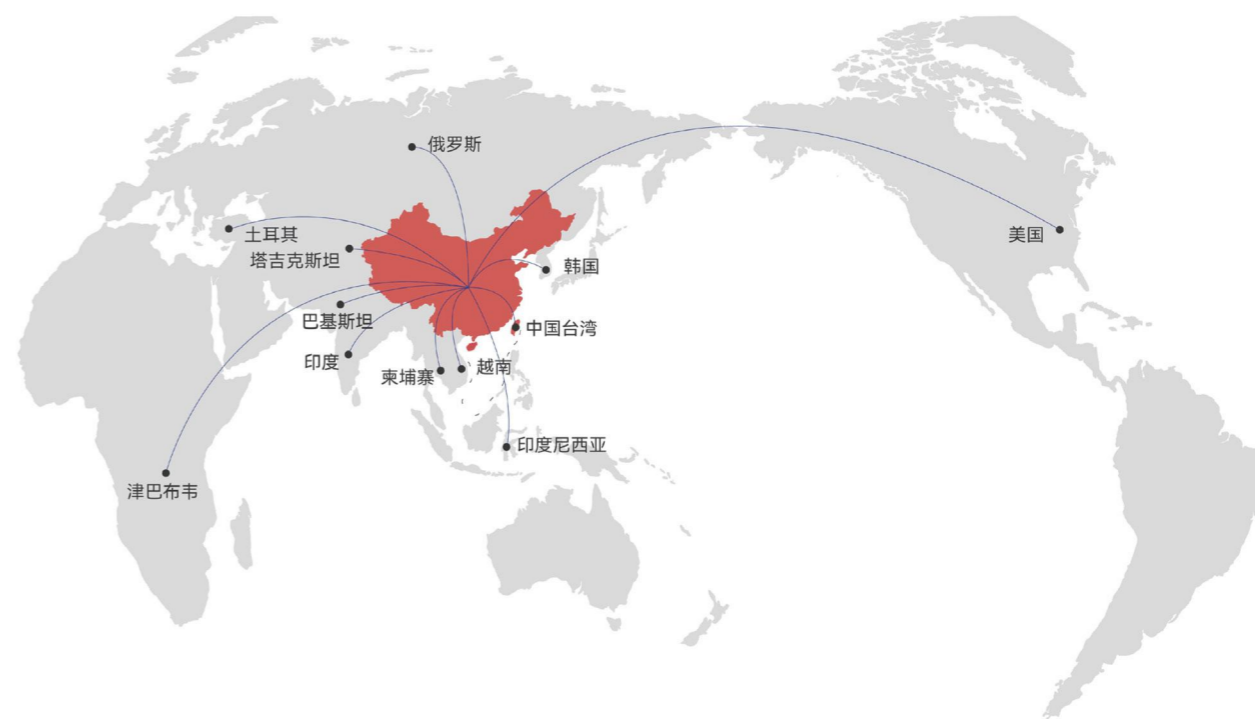 俄罗斯
土耳其
美国
塔吉克斯坦
韩国
巴基斯坦
中国台湾
印度
越南
柬埔寨
印度尼西亚
津巴布韦